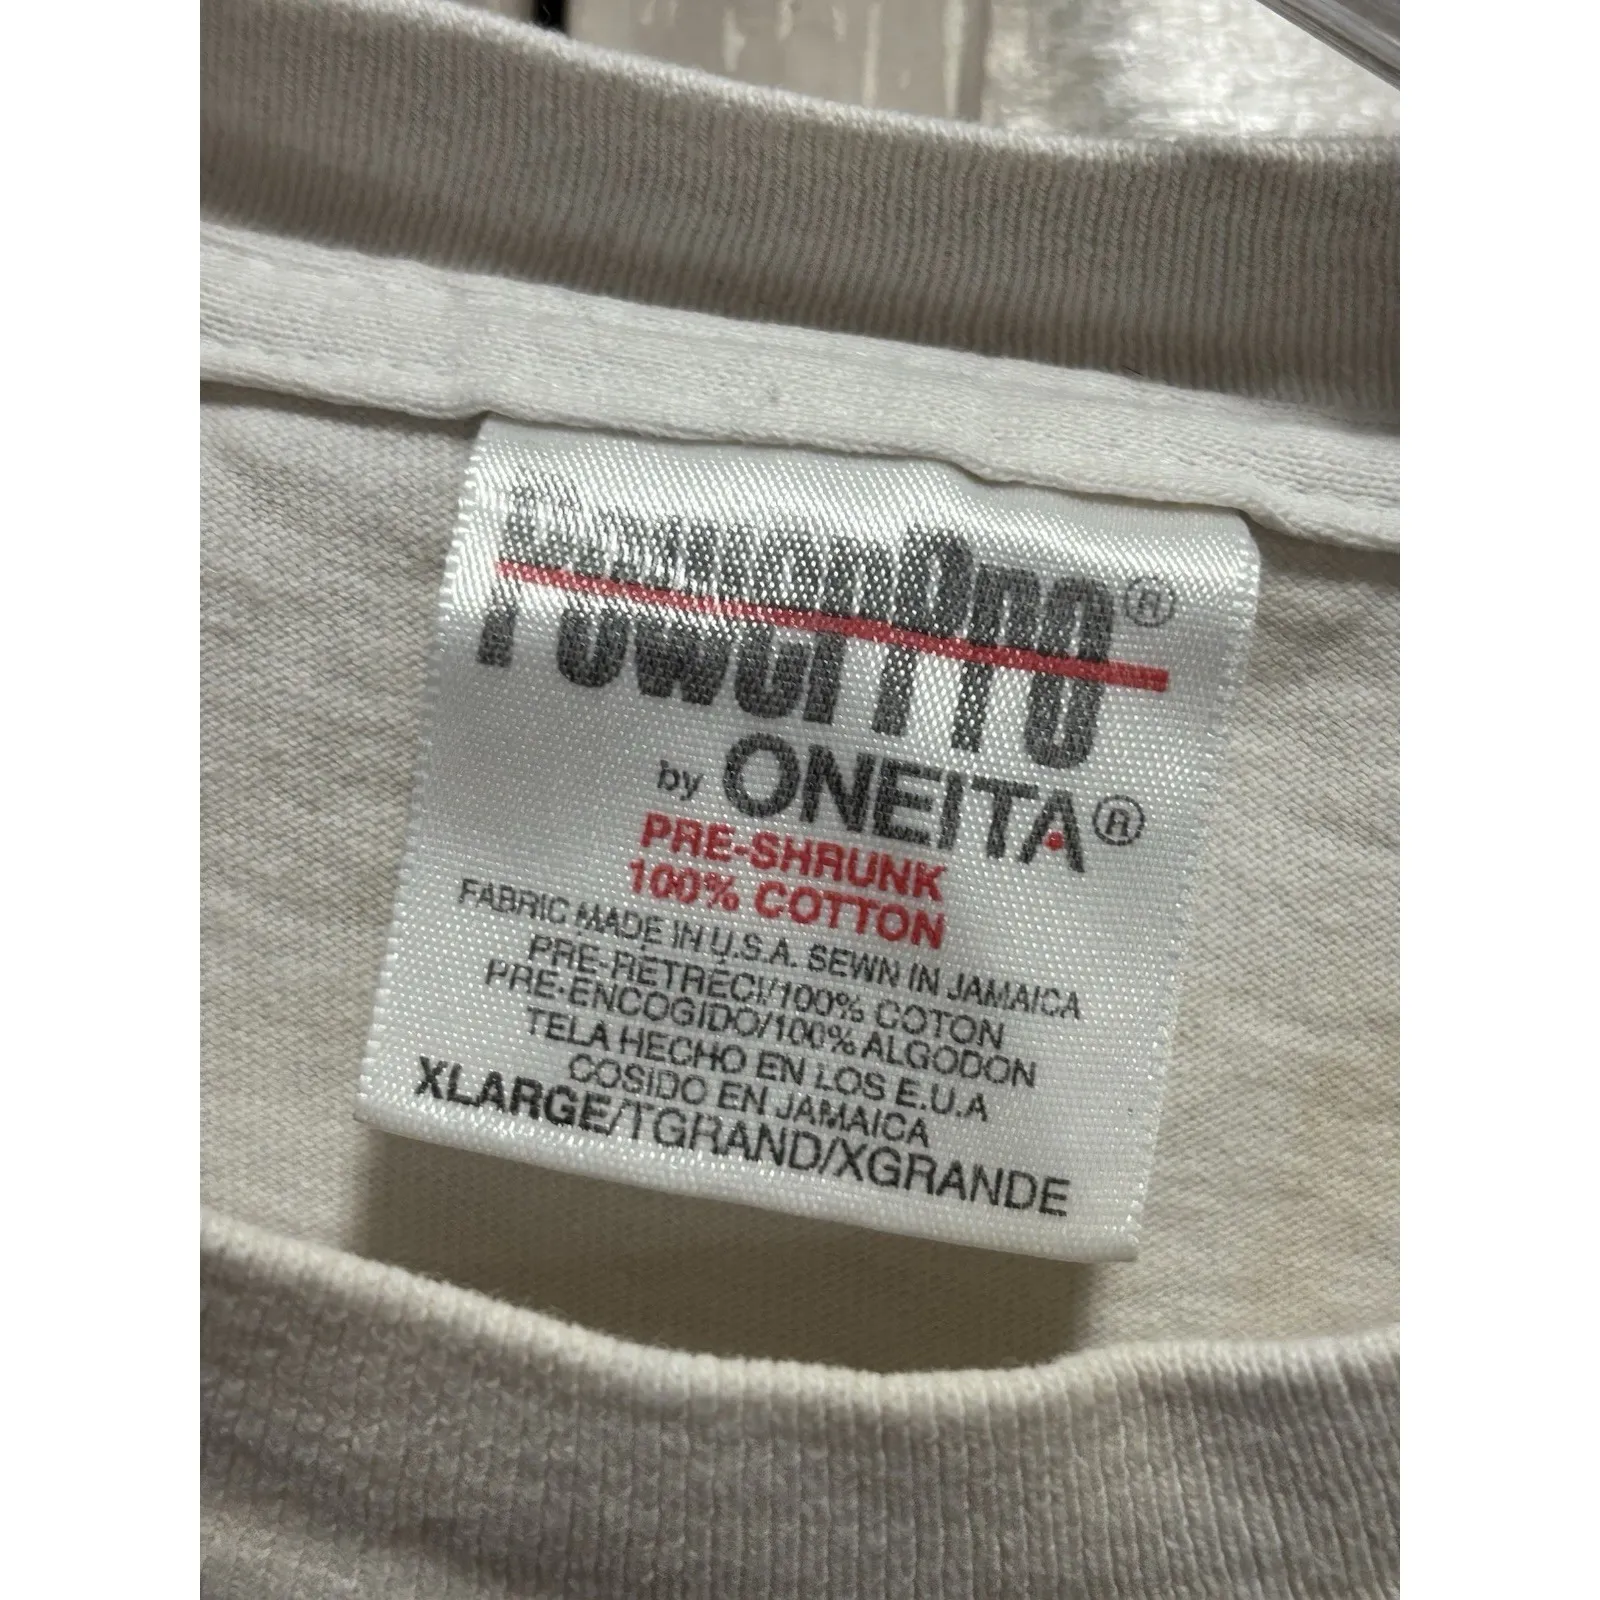 PowerPro®
by ONEITA®
PRE-SHRUNK
100% COTTON
FABRIC MADE IN U.S.A. SEWN IN JAMAICA
PRE-RETRECI/100% COTON
PRE-ENCOGIDO/100% ALGODON
TELA HECHO EN LOS E.U.A
COSIDO EN JAMAICA
XLARGE/TGRAND/XGRANDE